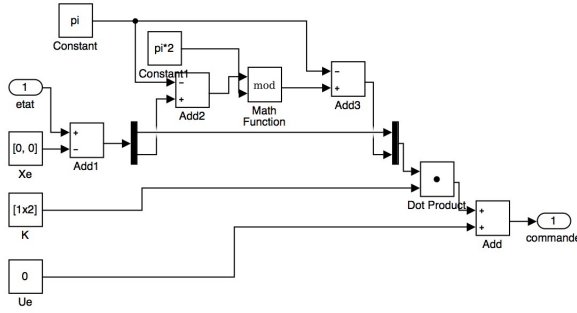 pi
Constant
pi*2
Constant1
1
etat
−
+
Add2
mod
Math
Function
−
+
Add3
+
−
Add1
[0, 0]
Xe
[1x2]
K
Dot Product
+
+
Add
1
commande
0
Ue